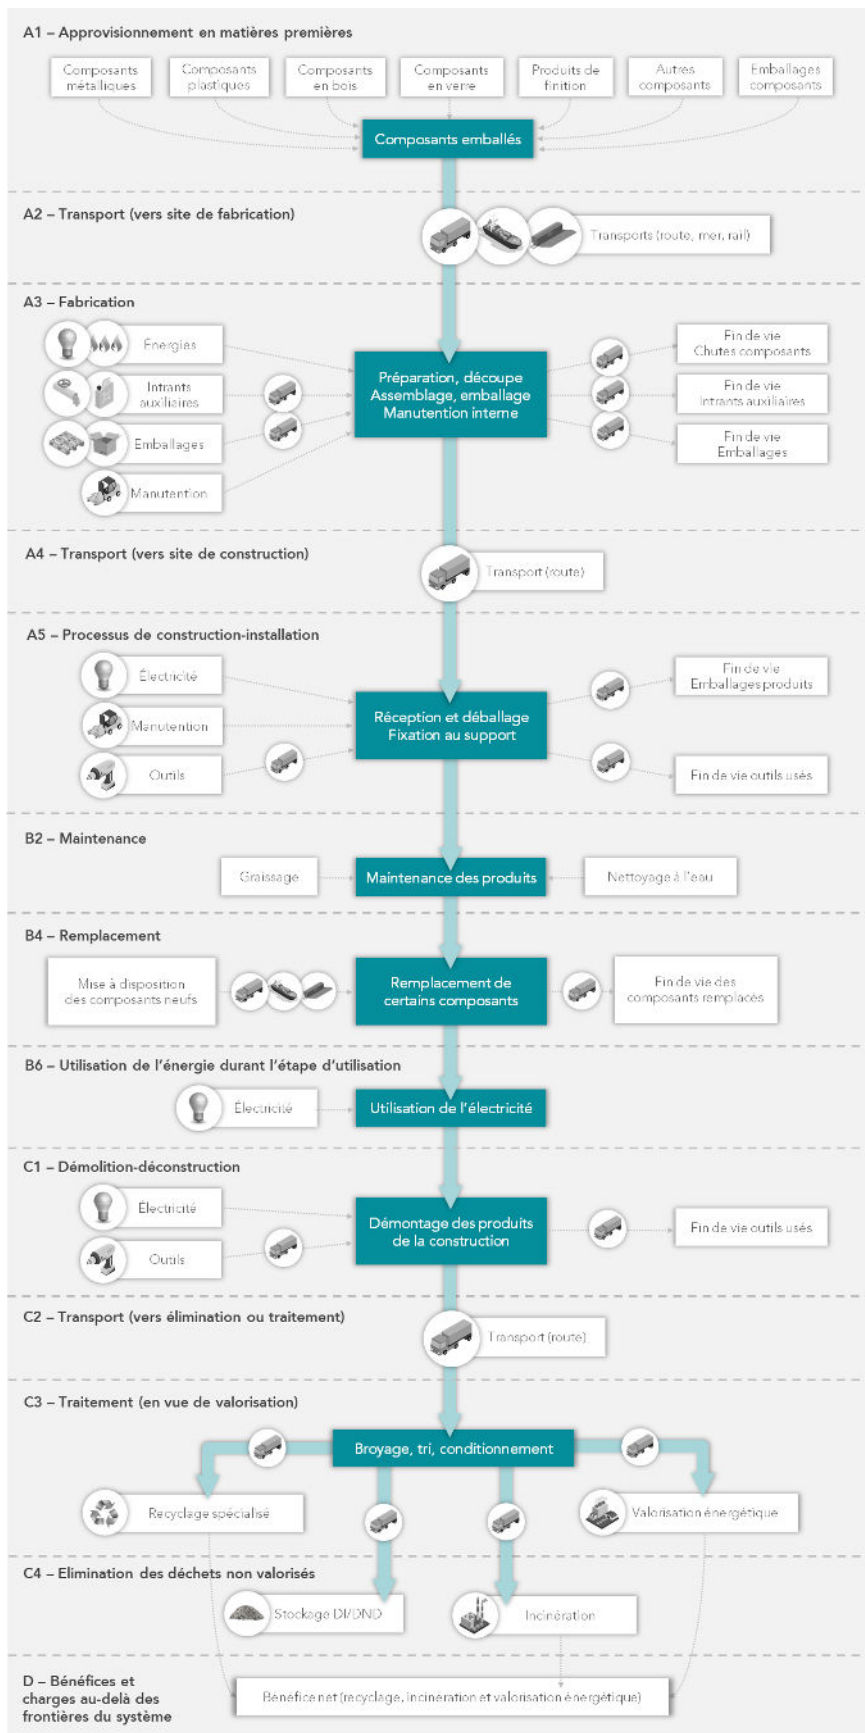 A1 – Approvisionnement en matières premières
Composants
métalliques
Composants
plastiques
Composants
en bois
Composants
en verre
Produits de
finition
Autres
composants
Emballages
composants
Composants emballés
A2 – Transport (vers site de fabrication)
Transports (route, mer, rail)
A3 – Fabrication
Énergies
Intrants
auxiliaires
Emballages
Manutention
Préparation, découpe
Assemblage, emballage
Manutention interne
Fin de vie
Chutes composants
Fin de vie
Intrants auxiliaires
Fin de vie
Emballages
A4 – Transport (vers site de construction)
Transport (route)
A5 – Processus de construction-installation
Électricité
Manutention
Outils
Réception et déballage
Fixation au support
Fin de vie
Emballages produits
Fin de vie outils usés
B2 – Maintenance
Graissage
Maintenance des produits
Nettoyage à l'eau
B4 – Remplacement
Mise à disposition
des composants neufs
Remplacement de
certains composants
Fin de vie des
composants remplacés
B6 – Utilisation de l'énergie durant l'étape d'utilisation
Électricité
Utilisation de l'électricité
C1 – Démolition-déconstruction
Électricité
Outils
Démontage des produits
de la construction
Fin de vie outils usés
C2 – Transport (vers élimination ou traitement)
Transport (route)
C3 – Traitement (en vue de valorisation)
Broyage, tri, conditionnement
Recyclage spécialisé
Valorisation énergétique
C4 – Elimination des déchets non valorisés
Stockage DI/DND
Incinération
D – Bénéfices et
charges au-delà des
frontières du système
Bénéfice net (recyclage, incineration et valorisation énergétique)